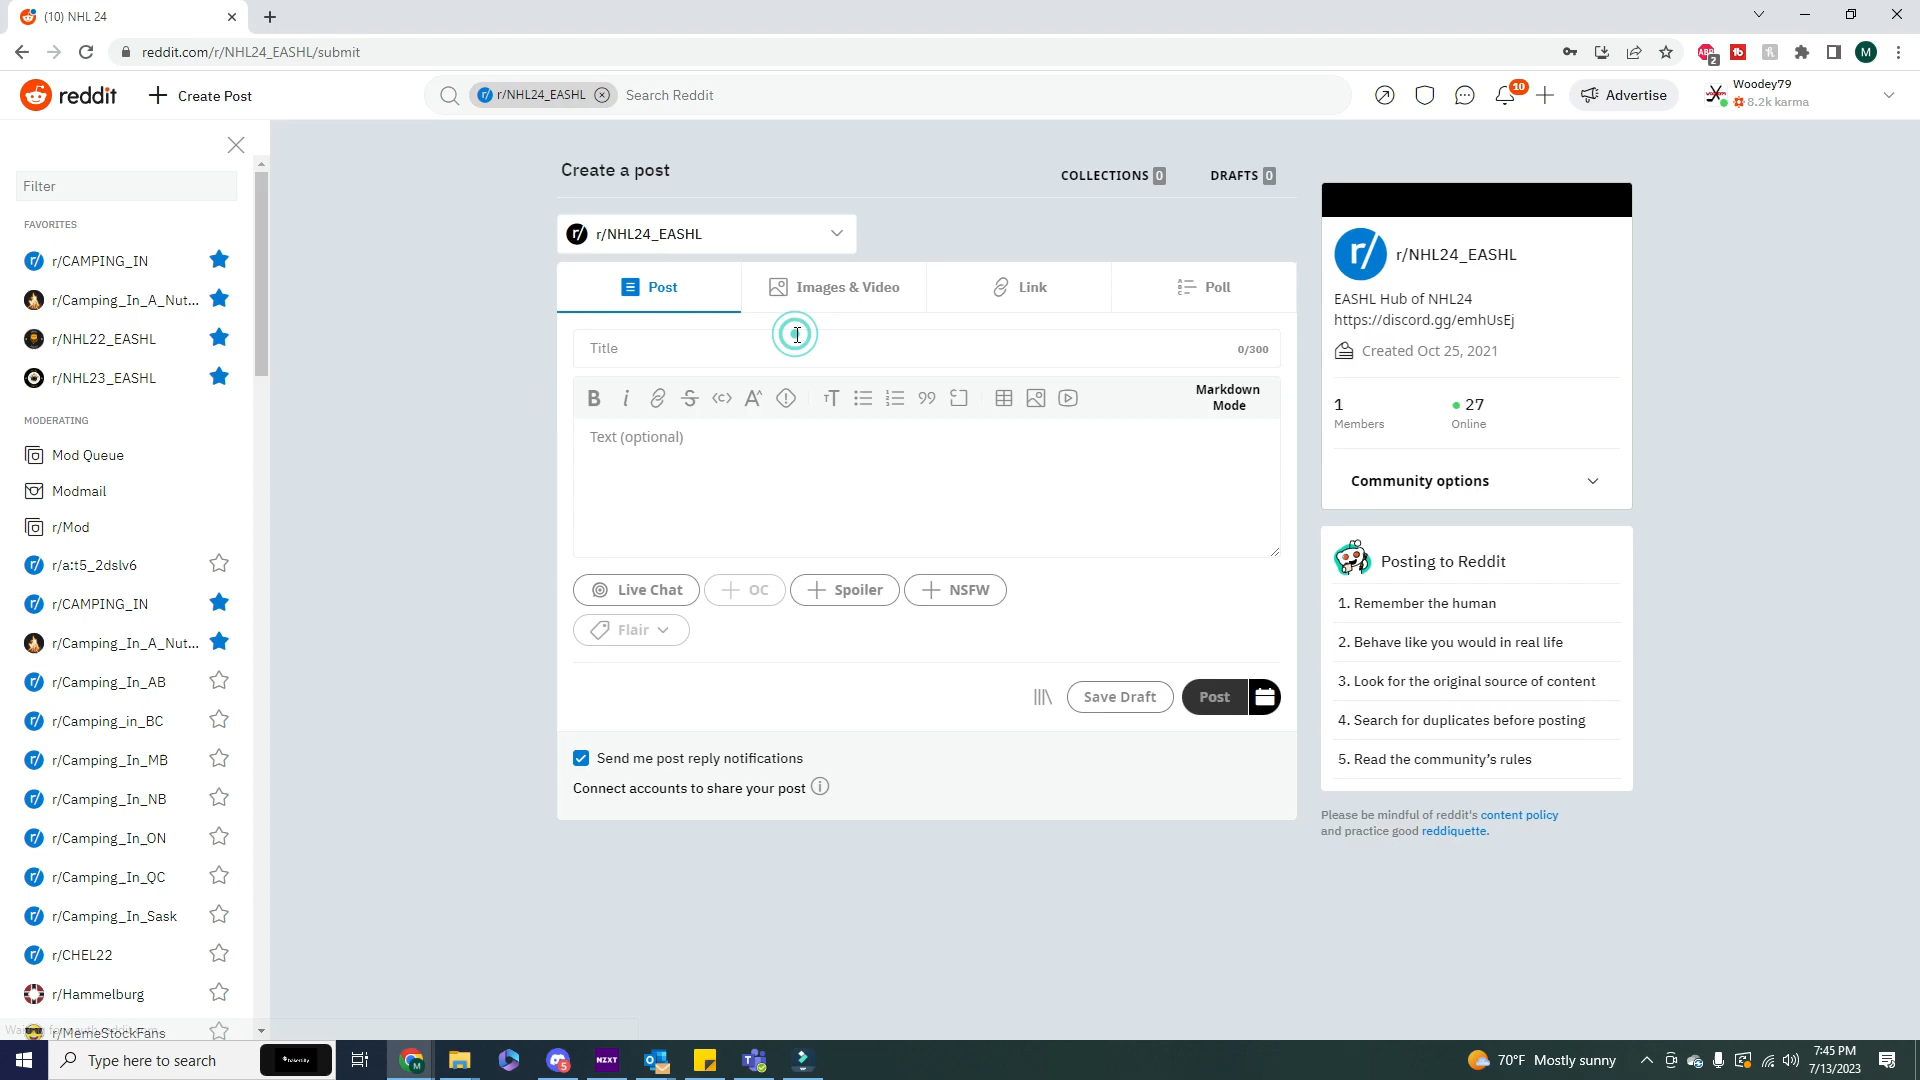 (10) NHL 24
reddit.com/r/NHL24_EASHL/submit
ABP
2
M
reddit
Create Post
r/NHL24_EASHL
Search Reddit
10
Advertise
Woodey79
8.2k karma
Filter
FAVORITES
r/CAMPING_IN
r/Camping_In_A_Nut...
r/NHL22_EASHL
r/NHL23_EASHL
MODERATING
Mod Queue
Modmail
r/Mod
r/a:t5_2dslv6
r/CAMPING_IN
r/Camping_In_A_Nut...
r/Camping_In_AB
r/Camping_in_BC
r/Camping_In_MB
r/Camping_In_NB
r/Camping_In_ON
r/Camping_In_QC
r/Camping_In_Sask
r/CHEL22
r/Hammelburg
r/MemeStockFans
Create a post
COLLECTIONS 0
DRAFTS 0
r/NHL24_EASHL
Post
Images & Video
Link
Poll
Title
0/300
Markdown
Mode
Text (optional)
Live Chat
OC
Spoiler
NSFW
Flair
Save Draft
Post
Send me post reply notifications
Connect accounts to share your post
r/NHL24_EASHL
EASHL Hub of NHL24
https://discord.gg/emhUsEj
Created Oct 25, 2021
1
Members
27
Online
Community options
Posting to Reddit
1. Remember the human
2. Behave like you would in real life
3. Look for the original source of content
4. Search for duplicates before posting
5. Read the community's rules
Please be mindful of reddit's content policy
and practice good reddiquette.
Type here to search
NZXT
70°F Mostly sunny
7:45 PM
7/13/2023